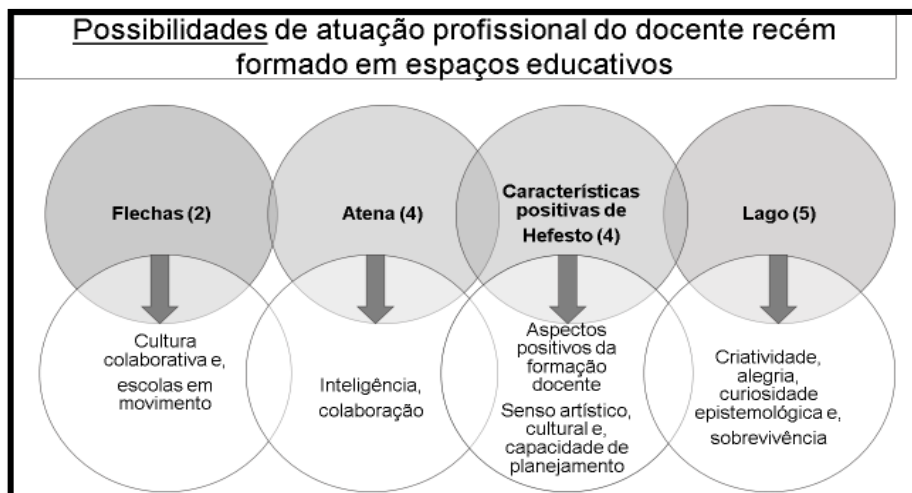 Possibilidades de atuação profissional do docente recém
formado em espaços educativos
Flechas (2)
Atena (4)
Características
positivas de
Hefesto (4)
Lago (5)
Cultura
colaborativa e,
escolas em
movimento
Inteligência,
colaboração
Aspectos
positivos da
formação
docente
Senso artístico,
cultural e,
capacidade de
planejamento
Criatividade,
alegria,
curiosidade
epistemológica e,
sobrevivência